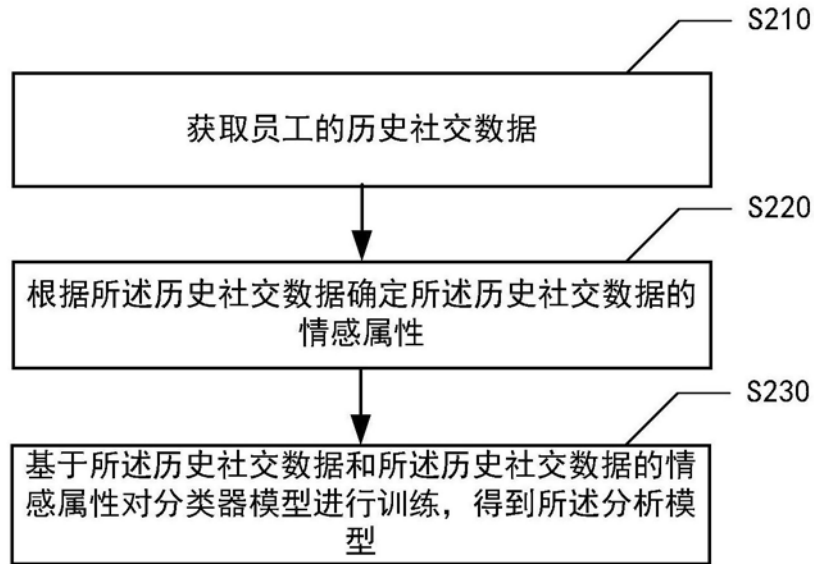 S210
获取员工的历史社交数据
S220
根据所述历史社交数据确定所述历史社交数据的
情感属性
S230
基于所述历史社交数据和所述历史社交数据的情
感属性对分类器模型进行训练，得到所述分析模
型